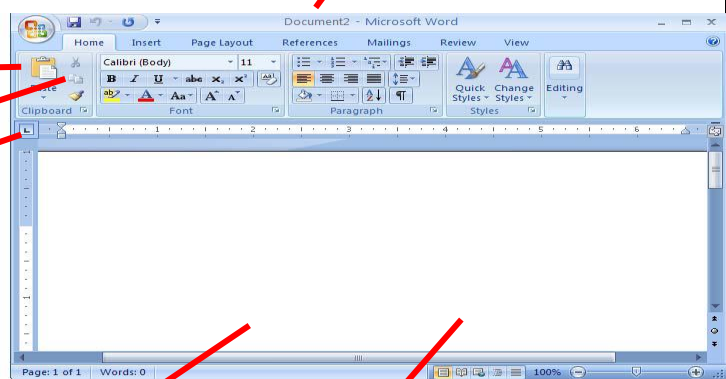 Document2 - Microsoft Word
Home Insert Page Layout References Mailings Review View
Calibri (Body) 11
B I U abe x₂ x²
ab A Aa A A
Paste
Quick Styles Change Styles Editing
Clipboard Font Paragraph Styles
1 2 3 4 5 6
Page: 1 of 1 Words: 0 100%